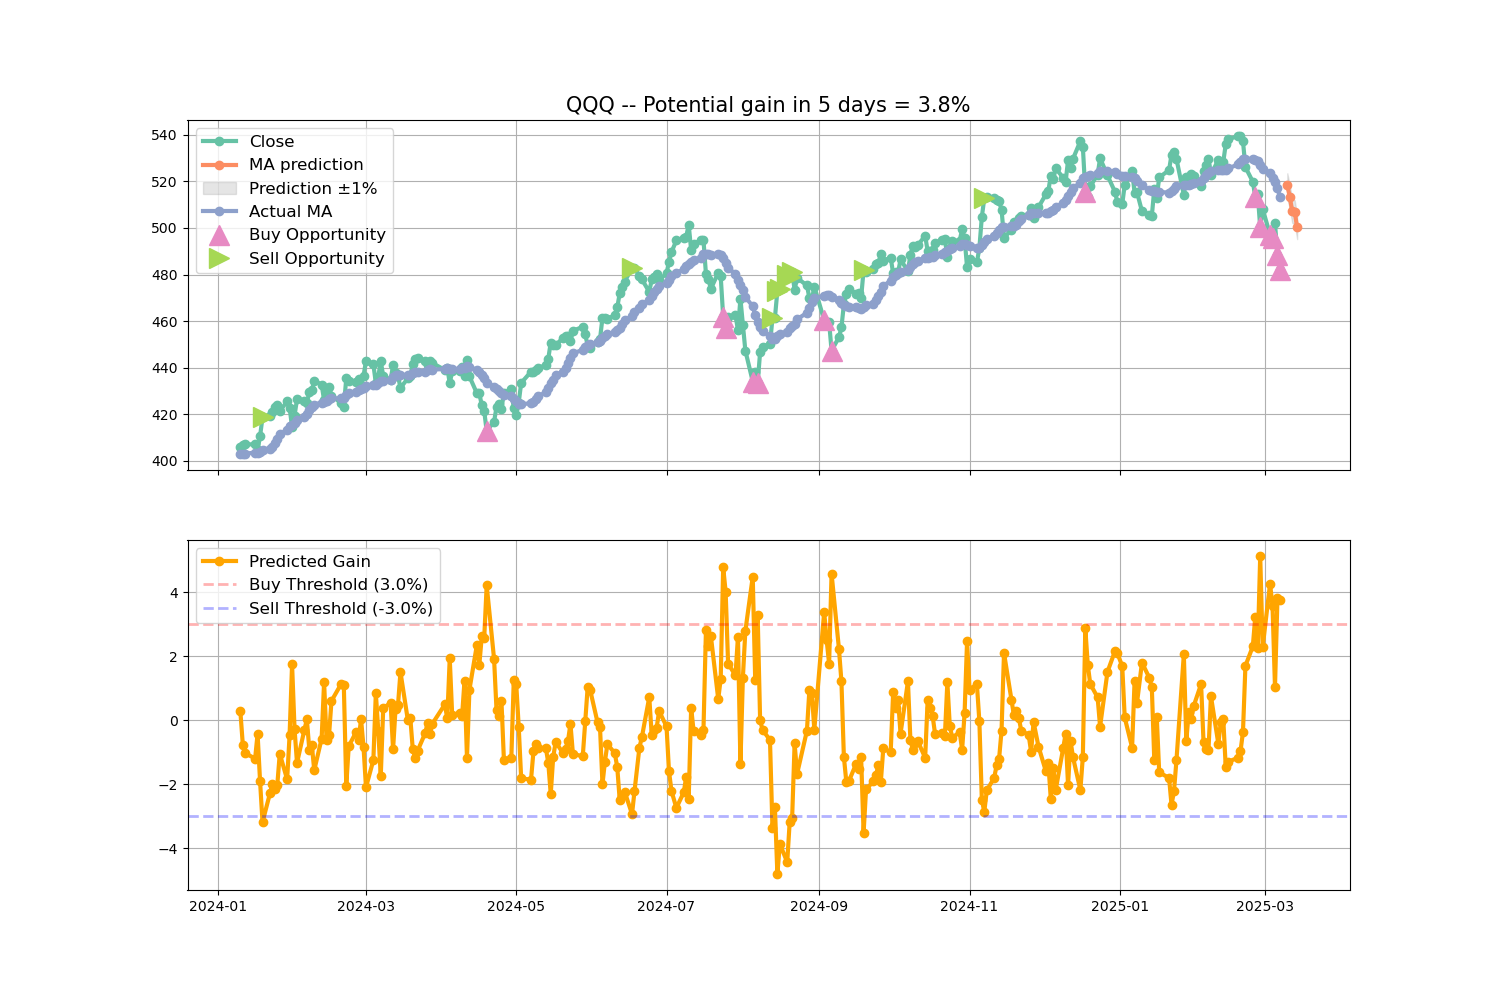 QQQ -- Potential gain in 5 days = 3.8%
540
520
500
480
460
440
420
400
Close
MA prediction
Prediction ±1%
Actual MA
Buy Opportunity
Sell Opportunity
4
2
0
−2
−4
Predicted Gain
Buy Threshold (3.0%)
Sell Threshold (-3.0%)
2024-01 2024-03 2024-05 2024-07 2024-09 2024-11 2025-01 2025-03